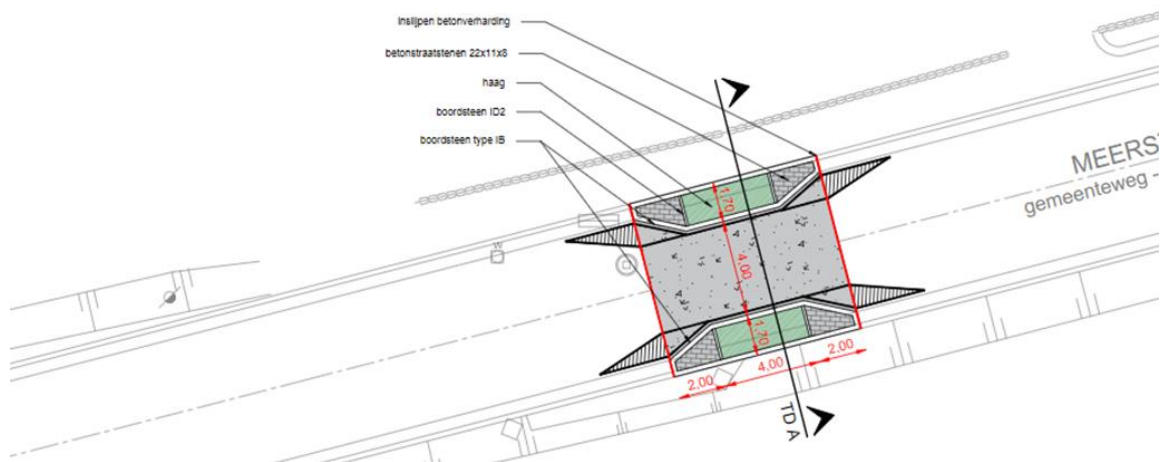 inslijpen betonverharding
betonstraatstenen 22x11x8
haag
boordsteen ID2
boordsteen type IB
MEERS
gemeenteweg -
1,70
4,00
1,70
2,00
4,00
2,00
TD A
W